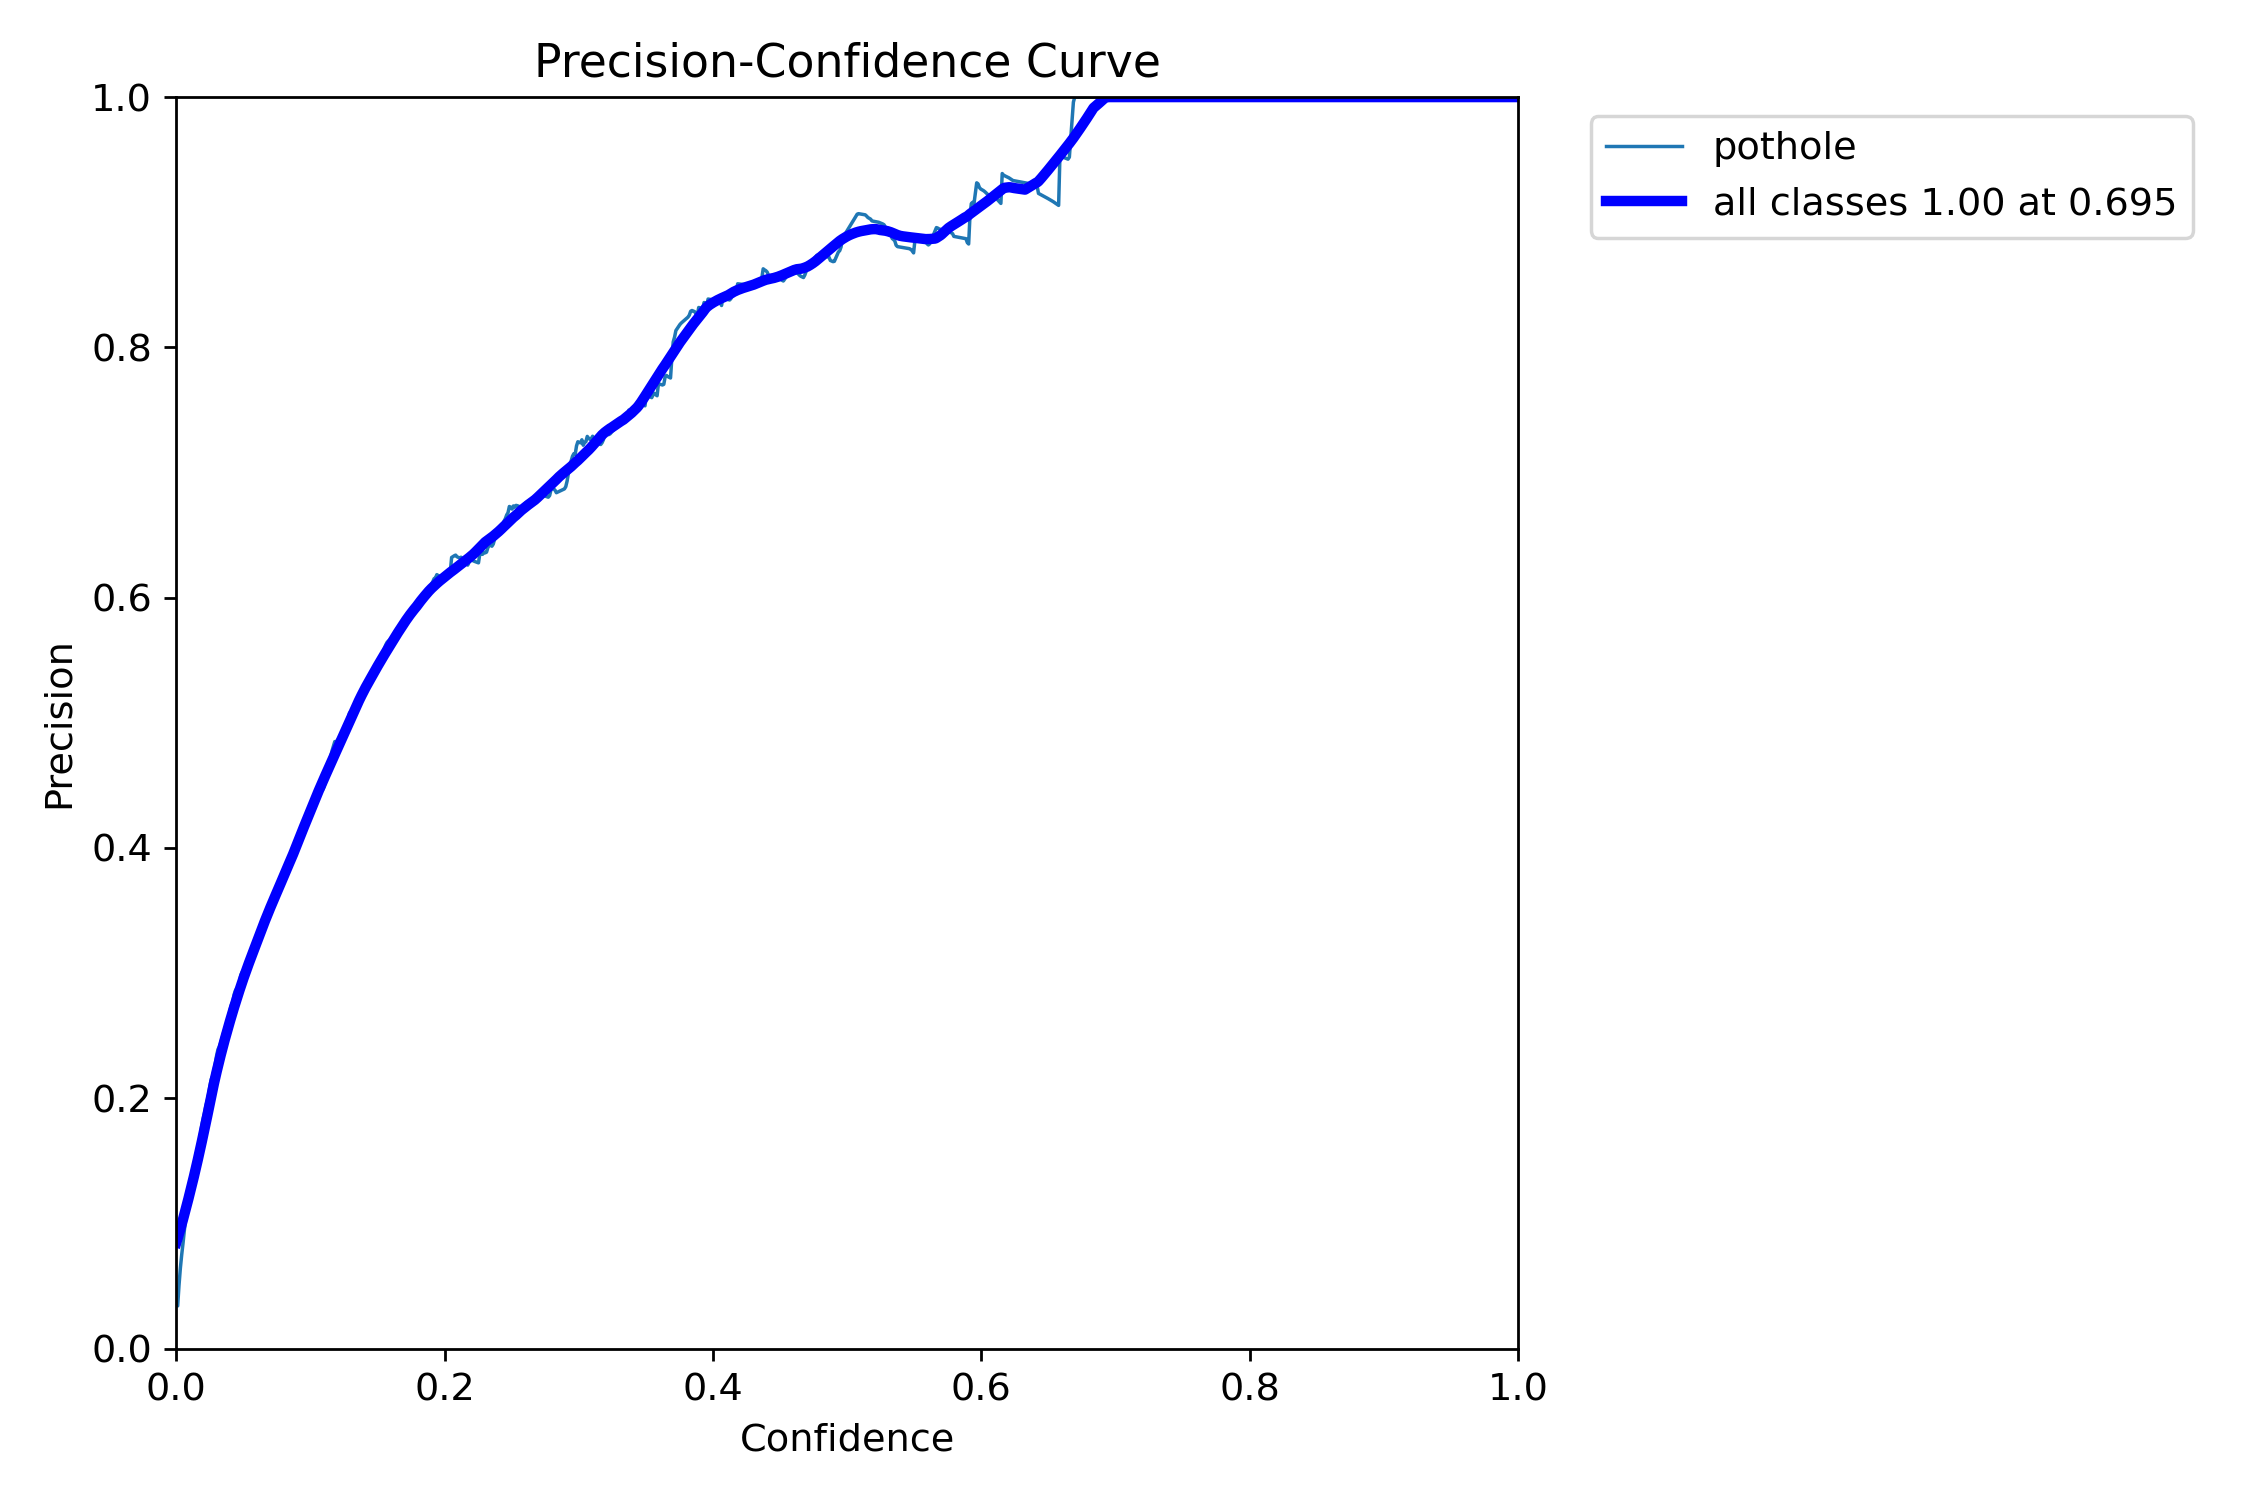 Precision-Confidence Curve
1.0
0.8
0.6
0.4
0.2
0.0
Precision
0.0 0.2 0.4 0.6 0.8 1.0
Confidence
pothole
all classes 1.00 at 0.695